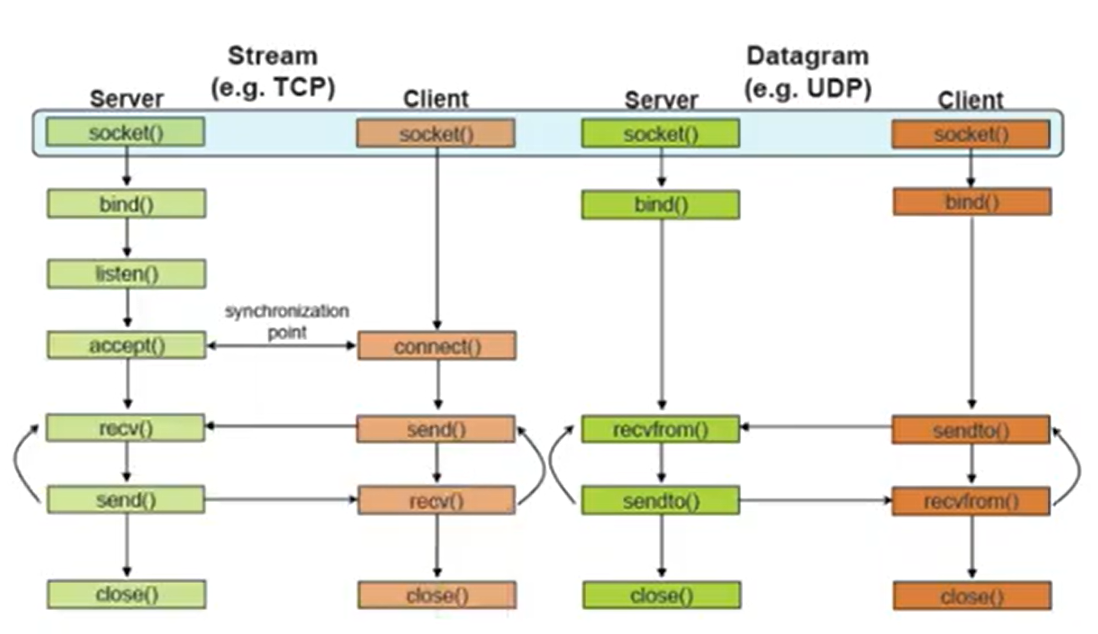 Stream
(e.g. TCP)
Datagram
(e.g. UDP)
Server
Client
Server
Client
socket()
socket()
socket()
socket()
bind()
bind()
bind()
listen()
synchronization
point
accept()
connect()
recv()
send()
recvfrom()
sendto()
send()
recv()
sendto()
recvfrom()
close()
close()
close()
close()